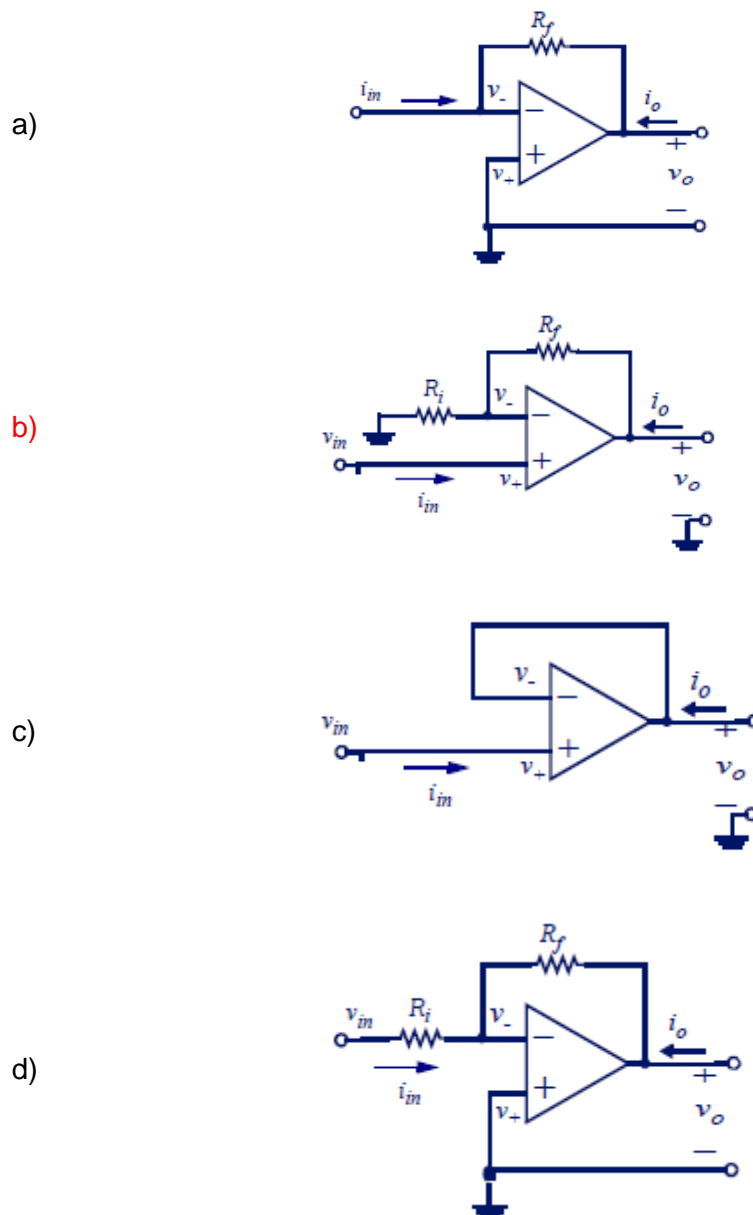 R_f
a) i_in v_- i_o
− +
+ v_+ v_o
−
R_f
b) R_i v_- i_o
v_in − +
+ v_+ v_o
i_in −
c) v_- i_o
v_in − +
+ v_+ v_o
i_in −
R_f
d) v_in R_i v_- i_o
− +
i_in + v_+ v_o
−